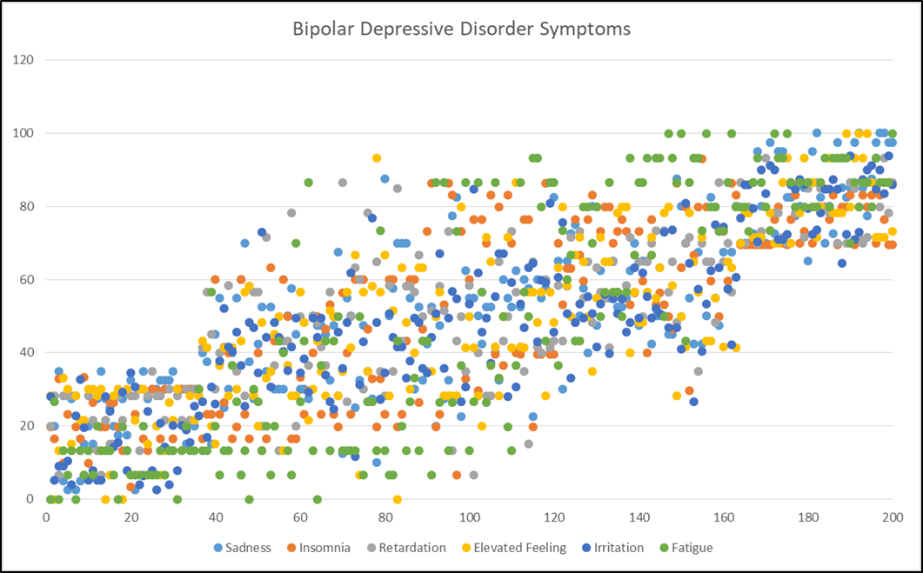 Bipolar Depressive Disorder Symptoms
120
100
80
60
40
20
0
0 20 40 60 80 100 120 140 160 180 200
Sadness Insomnia Retardation Elevated Feeling Irritation Fatigue